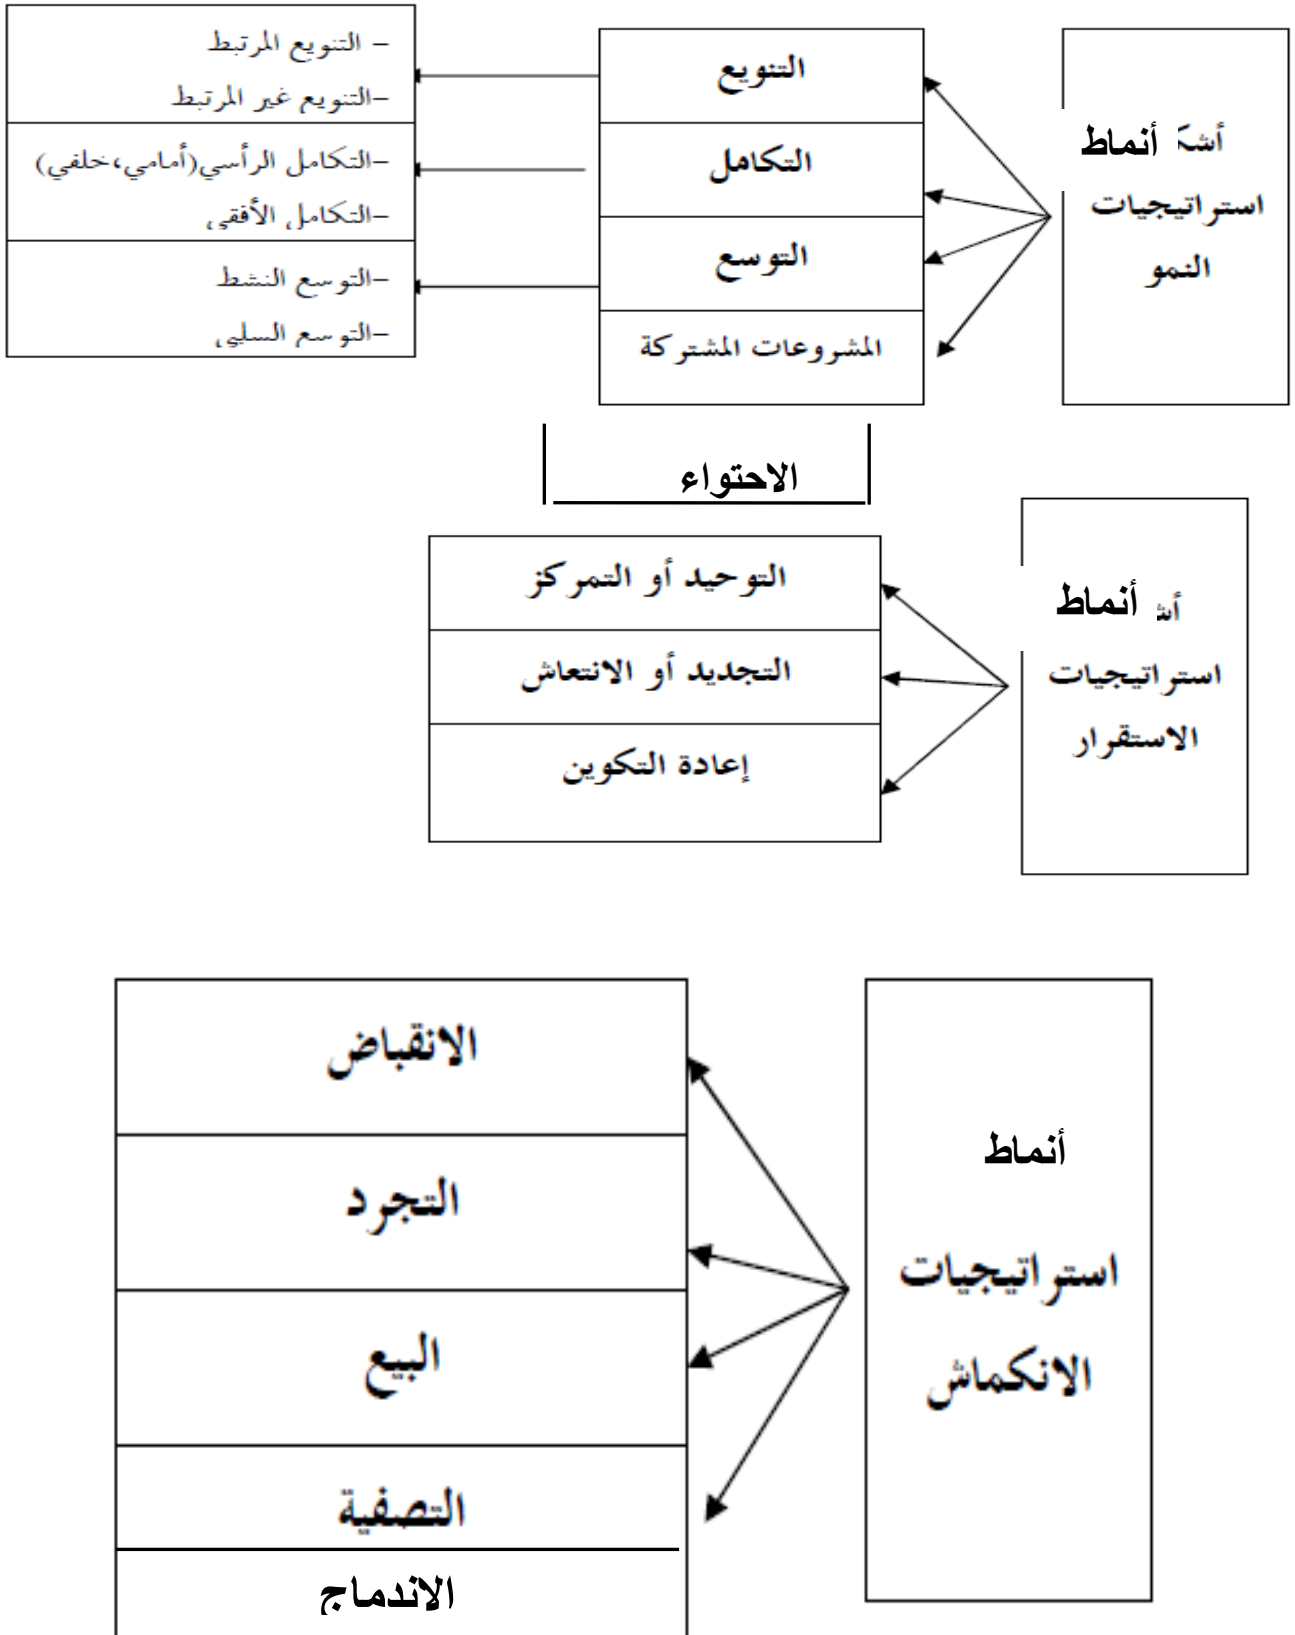 أنماط
استراتيجيات
النمو
التنويع
التكامل
التوسع
المشروعات المشتركة
الاحتواء
– التنويع المرتبط
–التنويع غير المرتبط
–التكامل الرأسي(أمامي،خلفي)
–التكامل الأفقي
–التوسع النشط
–التوسع السلبي
أنماط
استراتيجيات
الاستقرار
التوحيد أو التمركز
التجديد أو الانتعاش
إعادة التكوين
أنماط
استراتيجيات
الانكماش
الانقباض
التجرد
البيع
التصفية
الاندماج